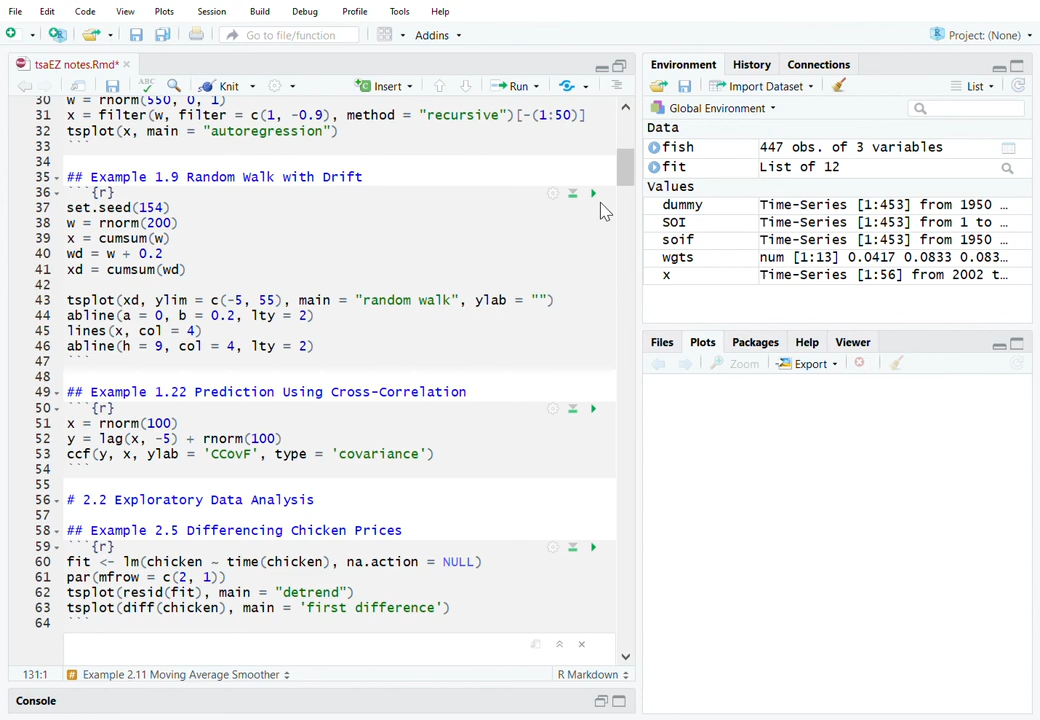 File Edit Code View Plots Session Build Debug Profile Tools Help
Go to file/function Addins Project: (None)
tsaEZ notes.Rmd*
ABC Knit Insert Run
30 w = rnorm(550, 0, 1)
31 x = filter(w, filter = c(1, -0.9), method = "recursive")[-(1:50)]
32 tsplot(x, main = "autoregression")
33 ```
34
35 ## Example 1.9 Random Walk with Drift
36 ```{r}
37 set.seed(154)
38 w = rnorm(200)
39 x = cumsum(w)
40 wd = w + 0.2
41 xd = cumsum(wd)
42
43 tsplot(xd, ylim = c(-5, 55), main = "random walk", ylab = "")
44 abline(a = 0, b = 0.2, lty = 2)
45 lines(x, col = 4)
46 abline(h = 9, col = 4, lty = 2)
47 ```
48
49 ## Example 1.22 Prediction Using Cross-Correlation
50 ```{r}
51 x = rnorm(100)
52 y = lag(x, -5) + rnorm(100)
53 ccf(y, x, ylab = 'CCovF', type = 'covariance')
54 ```
55
56 # 2.2 Exploratory Data Analysis
57
58 ## Example 2.5 Differencing Chicken Prices
59 ```{r}
60 fit <- lm(chicken ~ time(chicken), na.action = NULL)
61 par(mfrow = c(2, 1))
62 tsplot(resid(fit), main = "detrend")
63 tsplot(diff(chicken), main = 'first difference')
64 ```
131:1 # Example 2.11 Moving Average Smoother R Markdown
Console
Environment History Connections
Import Dataset List
Global Environment
Data
fish 447 obs. of 3 variables
fit List of 12
Values
dummy Time-Series [1:453] from 1950 …
SOI Time-Series [1:453] from 1 to …
soif Time-Series [1:453] from 1950 …
wgts num [1:13] 0.0417 0.0833 0.083…
x Time-Series [1:56] from 2002 t…
Files Plots Packages Help Viewer
Zoom Export